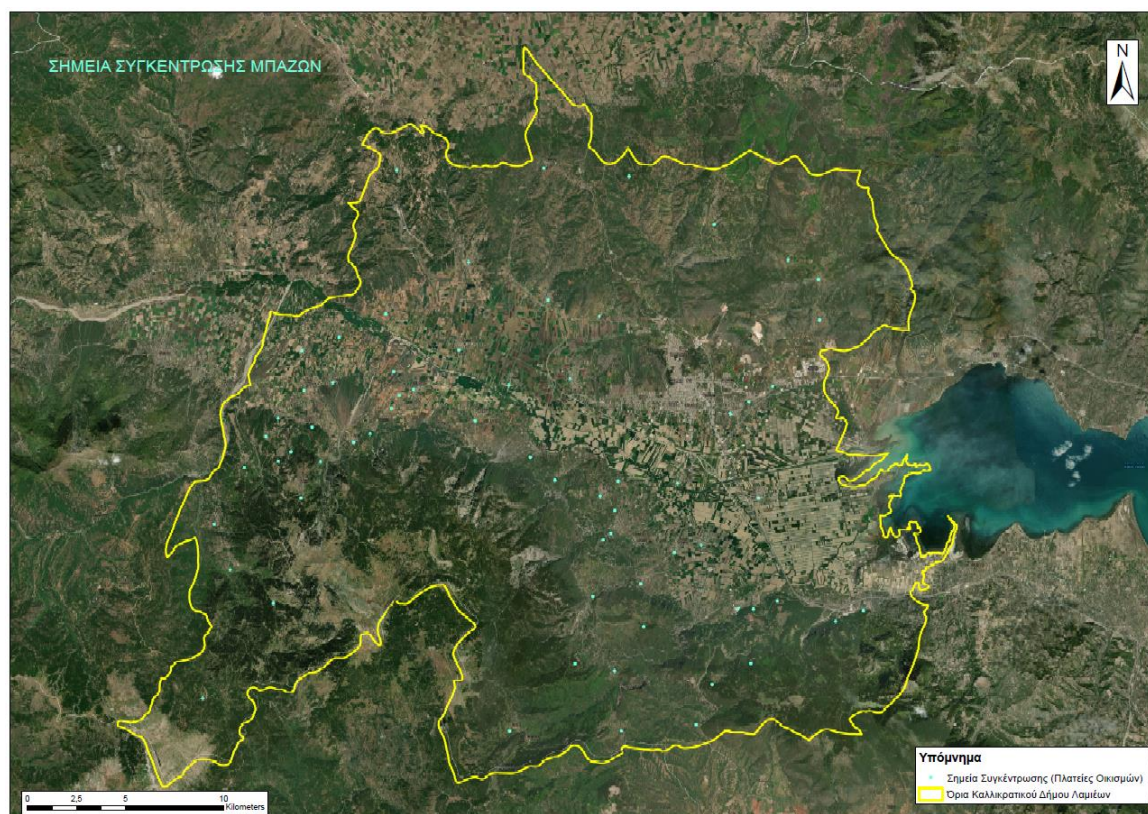 ΣΗΜΕΙΑ ΣΥΓΚΕΝΤΡΩΣΗΣ ΜΠΑΖΩΝ
N
Υπόμνημα
Σημεία Συγκέντρωσης (Πλατείες Οικισμών)
Όρια Καλλικρατικού Δήμου Λαμιέων
0 2,5 5 10
Kilometers